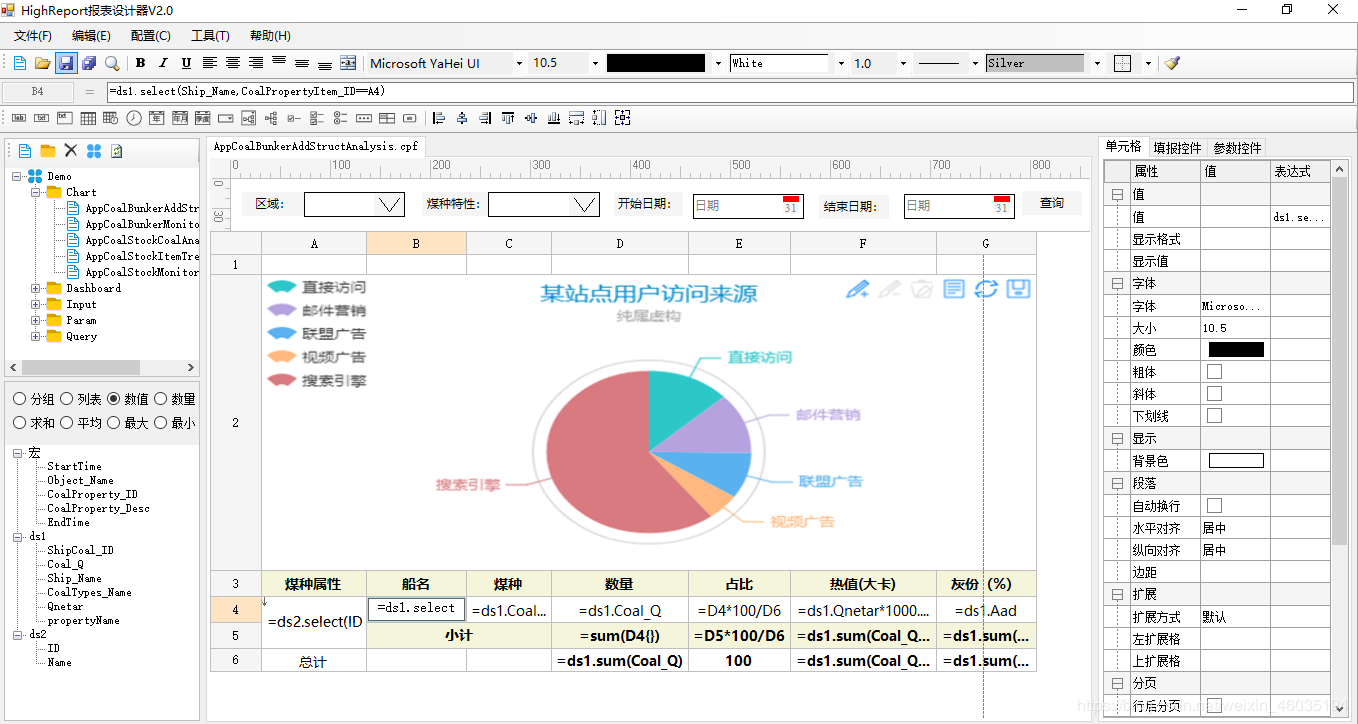 HighReport报表设计器V2.0
文件(F) 编辑(E) 配置(C) 工具(T) 帮助(H)
B I U Microsoft YaHei UI 10.5 White 1.0 Silver
B4 = =ds1.select(Ship_Name,CoalPropertyItem_ID==A4)
AppCoalBunkerAddStructAnalysis.cpf
单元格 填报控件 参数控件
0 100 200 300 400 500 600 700 800
区域: 煤种特性: 开始日期: 日期 31 结束日期: 日期 31 查询
Demo
Chart
AppCoalBunkerAddStr
AppCoalBunkerMonito
AppCoalStockCoalAna
AppCoalStockItemTre
AppCoalStockMonitor
Dashboard
Input
Param
Query
分组 列表 数值 数量
求和 平均 最大 最小
宏
StartTime
Object_Name
CoalProperty_ID
CoalProperty_Desc
EndTime
ds1
ShipCoal_ID
Coal_Q
Ship_Name
CoalTypes_Name
Qnetar
propertyName
ds2
ID
Name
A B C D E F G
1
2
直接访问
邮件营销
联盟广告
视频广告
搜索引擎
某站点用户访问来源
纯属虚构
直接访问
邮件营销
联盟广告
视频广告
搜索引擎
3 煤种属性 船名 煤种 数量 占比 热值(大卡) 灰份 (%)
4 =ds2.select(ID =ds1.select =ds1.Coal... =ds1.Coal_Q =D4*100/D6 =ds1.Qnetar*1000.... =ds1.Aad
5 小计 =sum(D4{}) =D5*100/D6 =ds1.sum(Coal_Q... =ds1.sum(...
6 总计 =ds1.sum(Coal_Q) 100 =ds1.sum(Coal_Q... =ds1.sum(...
属性 值 表达式
值
值 ds1.se...
显示格式
显示值
字体
字体 Microso...
大小 10.5
颜色
粗体
斜体
下划线
显示
背景色
段落
自动换行
水平对齐 居中
纵向对齐 居中
边距
扩展
扩展方式 默认
左扩展格
上扩展格
分页
行后分页